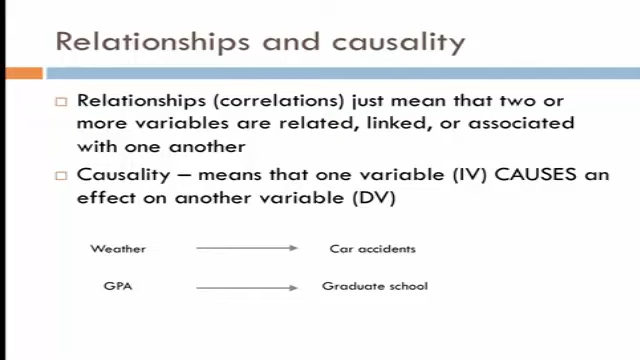 Relationships and causality
Relationships (correlations) just mean that two or
more variables are related, linked, or associated
with one another
Causality – means that one variable (IV) CAUSES an
effect on another variable (DV)
Weather Car accidents
GPA Graduate school